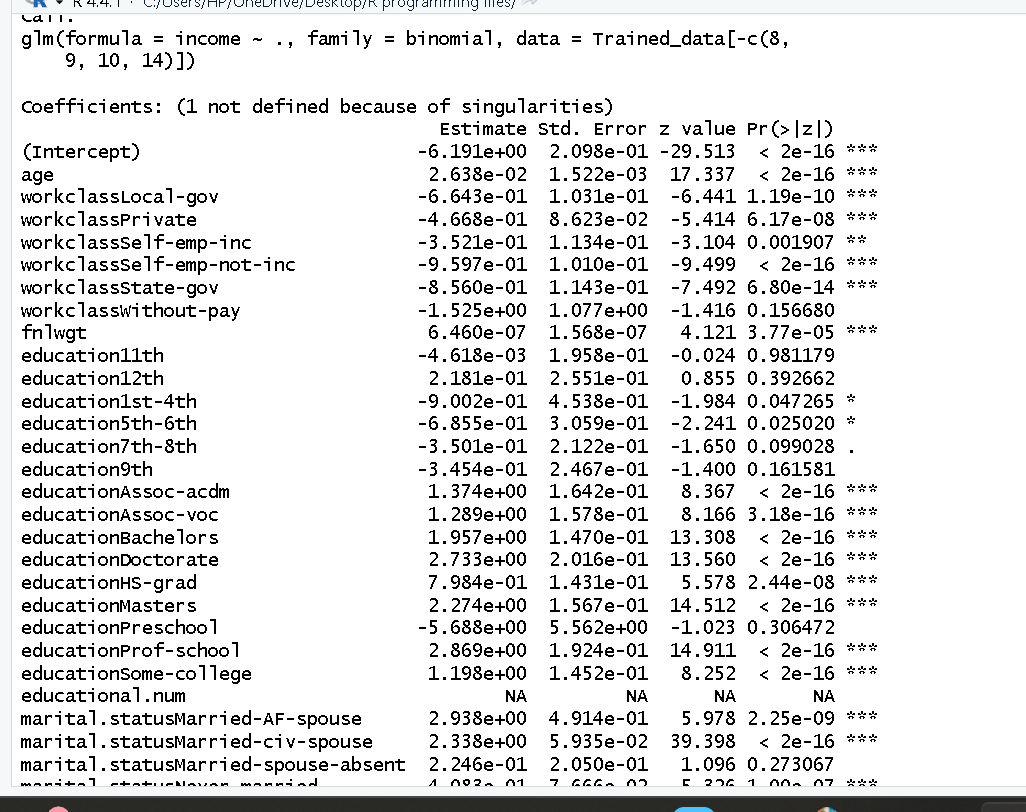 R 4.4.1 · C:/Users/HP/OneDrive/Desktop/R programming files/
Call:
glm(formula = income ~ ., family = binomial, data = Trained_data[-c(8,
    9, 10, 14)])
Coefficients: (1 not defined because of singularities)
Estimate Std. Error z value Pr(>|z|)
(Intercept) -6.191e+00 2.098e-01 -29.513 < 2e-16 ***
age 2.638e-02 1.522e-03 17.337 < 2e-16 ***
workclassLocal-gov -6.643e-01 1.031e-01 -6.441 1.19e-10 ***
workclassPrivate -4.668e-01 8.623e-02 -5.414 6.17e-08 ***
workclassSelf-emp-inc -3.521e-01 1.134e-01 -3.104 0.001907 **
workclassSelf-emp-not-inc -9.597e-01 1.010e-01 -9.499 < 2e-16 ***
workclassState-gov -8.560e-01 1.143e-01 -7.492 6.80e-14 ***
workclassWithout-pay -1.525e+00 1.077e+00 -1.416 0.156680
fnlwgt 6.460e-07 1.568e-07 4.121 3.77e-05 ***
education11th -4.618e-03 1.958e-01 -0.024 0.981179
education12th 2.181e-01 2.551e-01 0.855 0.392662
education1st-4th -9.002e-01 4.538e-01 -1.984 0.047265 *
education5th-6th -6.855e-01 3.059e-01 -2.241 0.025020 *
education7th-8th -3.501e-01 2.122e-01 -1.650 0.099028 .
education9th -3.454e-01 2.467e-01 -1.400 0.161581
educationAssoc-acdm 1.374e+00 1.642e-01 8.367 < 2e-16 ***
educationAssoc-voc 1.289e+00 1.578e-01 8.166 3.18e-16 ***
educationBachelors 1.957e+00 1.470e-01 13.308 < 2e-16 ***
educationDoctorate 2.733e+00 2.016e-01 13.560 < 2e-16 ***
educationHS-grad 7.984e-01 1.431e-01 5.578 2.44e-08 ***
educationMasters 2.274e+00 1.567e-01 14.512 < 2e-16 ***
educationPreschool -5.688e+00 5.562e+00 -1.023 0.306472
educationProf-school 2.869e+00 1.924e-01 14.911 < 2e-16 ***
educationSome-college 1.198e+00 1.452e-01 8.252 < 2e-16 ***
educational.num NA NA NA NA
marital.statusMarried-AF-spouse 2.938e+00 4.914e-01 5.978 2.25e-09 ***
marital.statusMarried-civ-spouse 2.338e+00 5.935e-02 39.398 < 2e-16 ***
marital.statusMarried-spouse-absent 2.246e-01 2.050e-01 1.096 0.273067
marital.statusNever-married ***